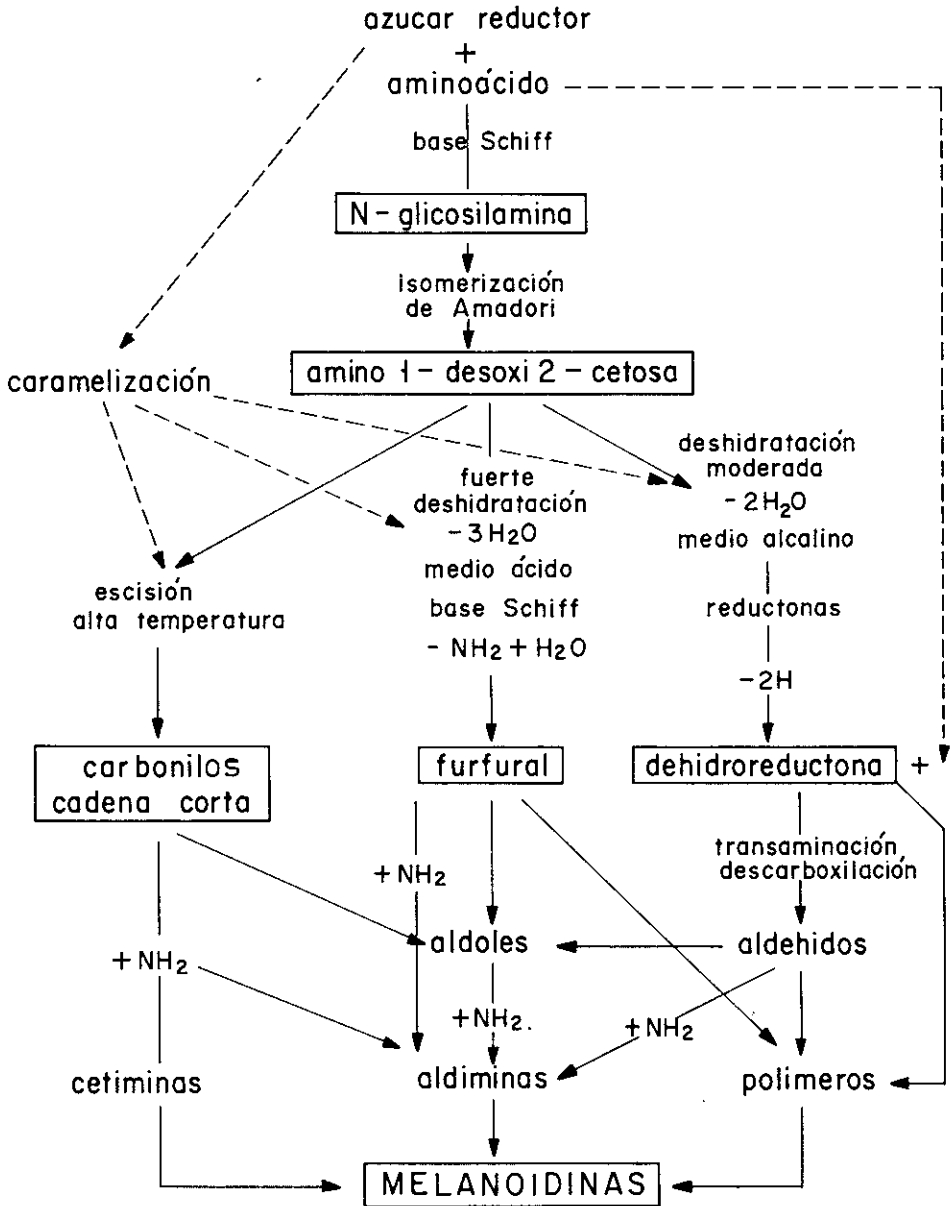 azucar reductor
+
aminoácido
base Schiff
N-glicosilamina
isomerización
de Amadori
amino 1-desoxi 2-cetosa
caramelización
fuerte
deshidratación
-3H₂O
medio ácido
base Schiff
-NH₂+H₂O
deshidratación
moderada
-2H₂O
medio alcalino
reductonas
-2H
escisión
alta temperatura
carbonilos
cadena corta
furfural
dehidroreductona +
transaminación
descarboxilación
+NH₂
aldoles
aldehidos
+NH₂
+NH₂.
+NH₂
cetiminas
aldiminas
polimeros
MELANOIDINAS